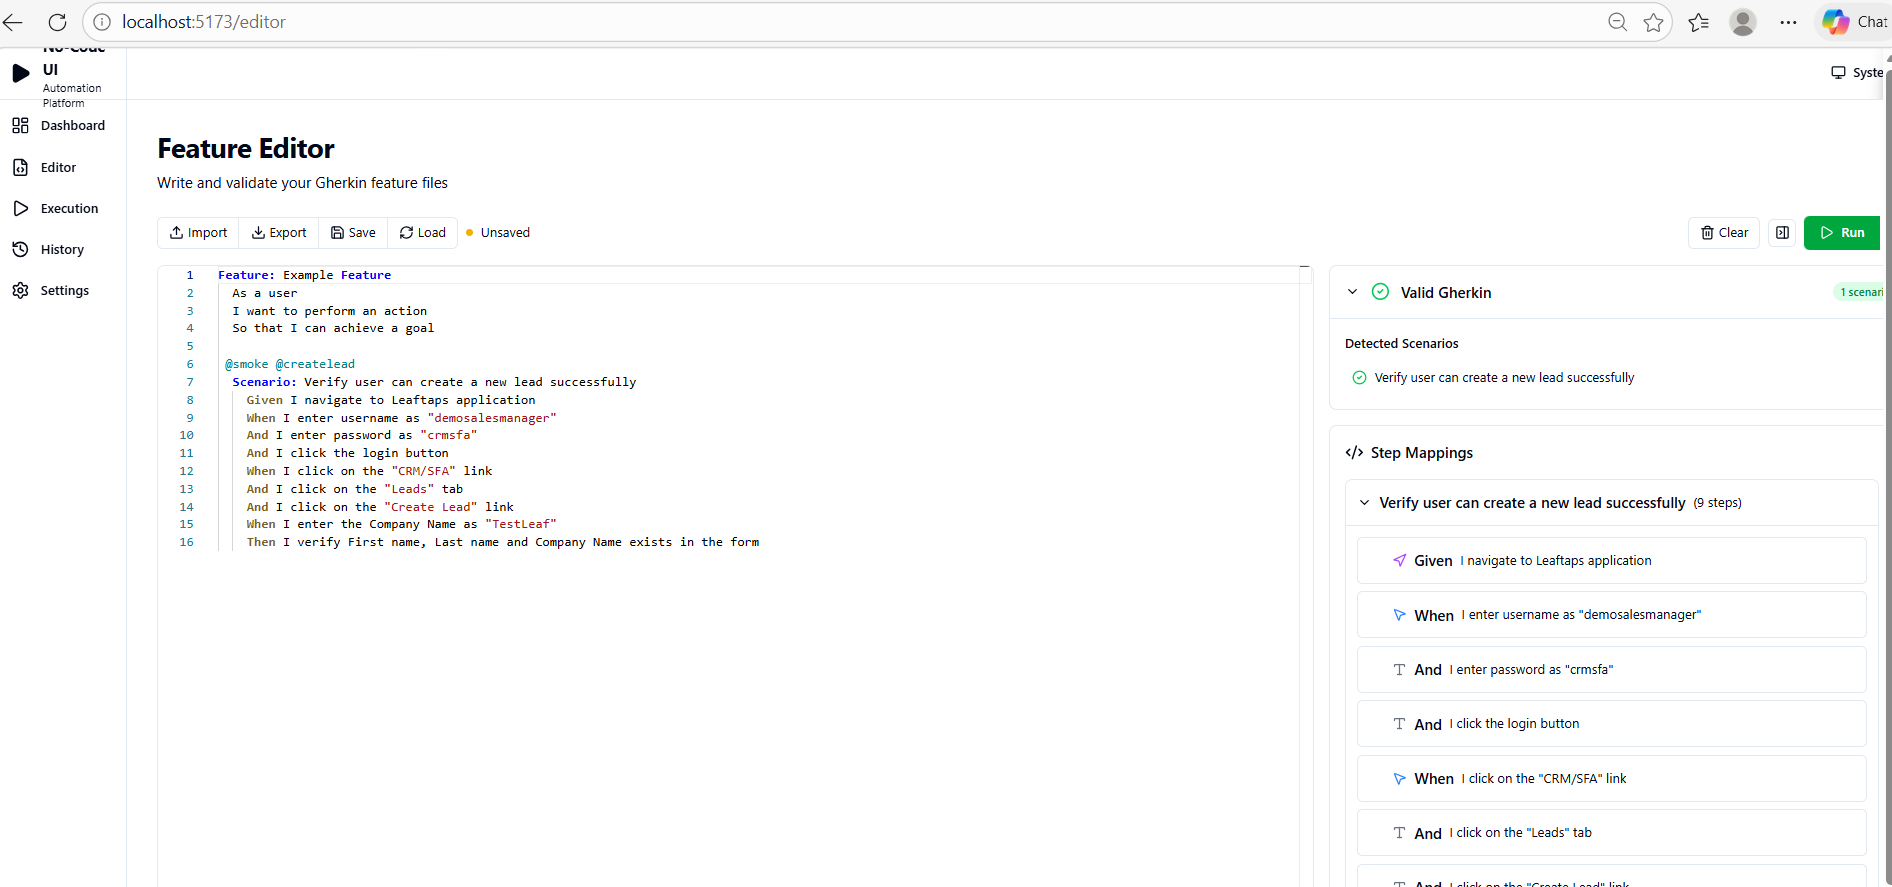 localhost:5173/editor
Chat
No-Code
UI
Automation
Platform
Syste
Dashboard
Editor
Execution
History
Settings
Feature Editor
Write and validate your Gherkin feature files
Import
Export
Save
Load
Unsaved
Clear
Run
1 Feature: Example Feature
2 As a user
3 I want to perform an action
4 So that I can achieve a goal
5
6 @smoke @createlead
7 Scenario: Verify user can create a new lead successfully
8 Given I navigate to Leaftaps application
9 When I enter username as "demosalesmanager"
10 And I enter password as "crmsfa"
11 And I click the login button
12 When I click on the "CRM/SFA" link
13 And I click on the "Leads" tab
14 And I click on the "Create Lead" link
15 When I enter the Company Name as "TestLeaf"
16 Then I verify First name, Last name and Company Name exists in the form
Valid Gherkin
1 scenari
Detected Scenarios
Verify user can create a new lead successfully
</> Step Mappings
Verify user can create a new lead successfully (9 steps)
Given I navigate to Leaftaps application
When I enter username as "demosalesmanager"
And I enter password as "crmsfa"
And I click the login button
When I click on the "CRM/SFA" link
And I click on the "Leads" tab
And I click on the "Create Lead" link